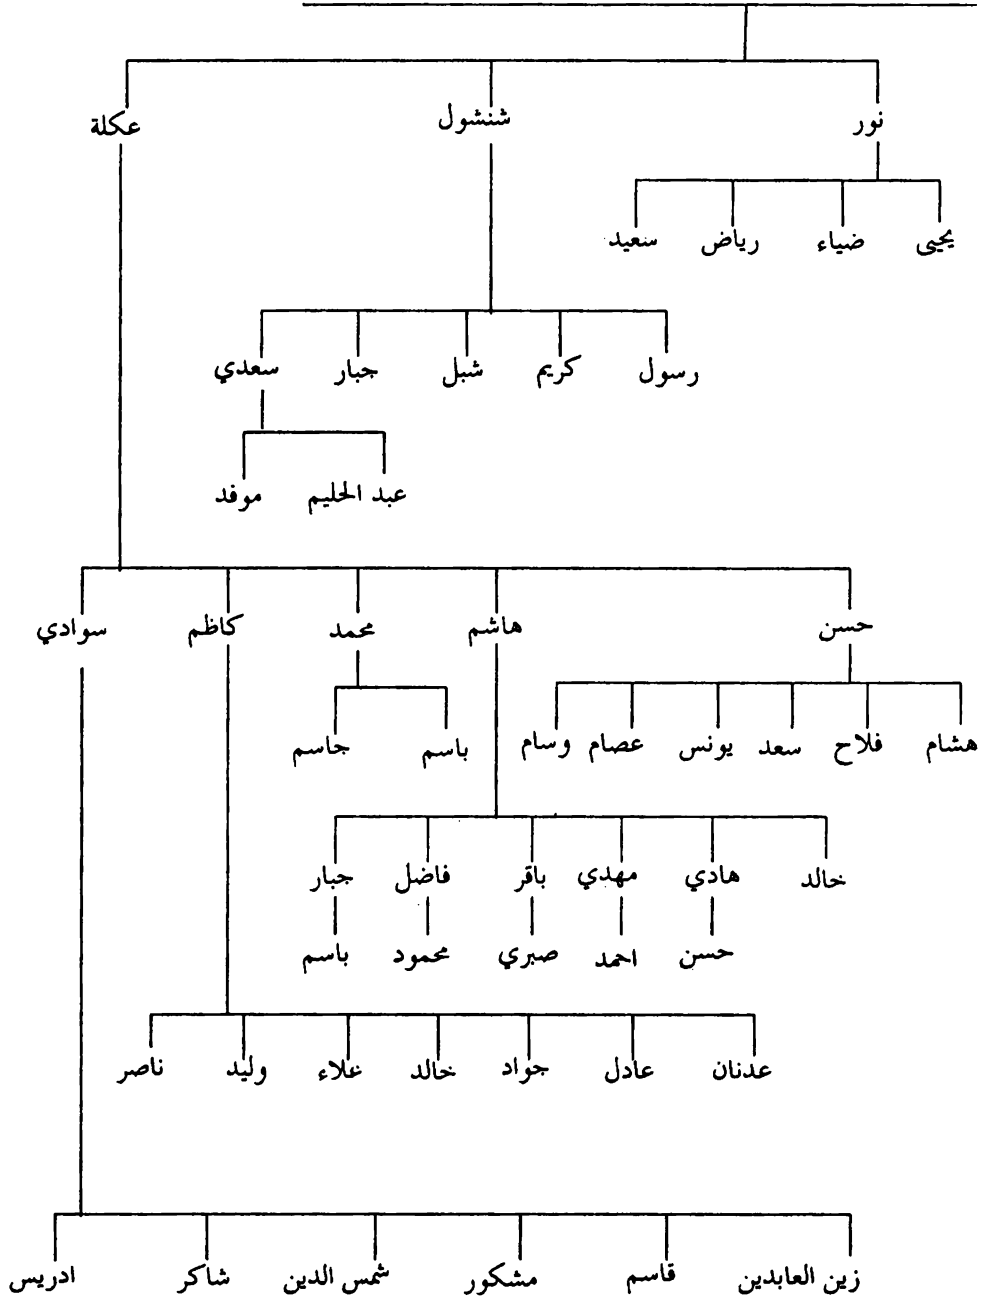 نور شنشول عكلة
يحيى ضياء رياض سعيد
رسول كريم شبل جبار سعدي
عبد الحليم موفد
حسن هاشم محمد كاظم سوادي
هشام فلاح سعد يونس عصام وسام باسم جاسم
خالد هادي مهدي باقر فاضل جبار
حسن احمد صبري محمود باسم
عدنان عادل جواد خالد علاء وليد ناصر
زين العابدين قاسم مشكور شمس الدين شاكر ادريس